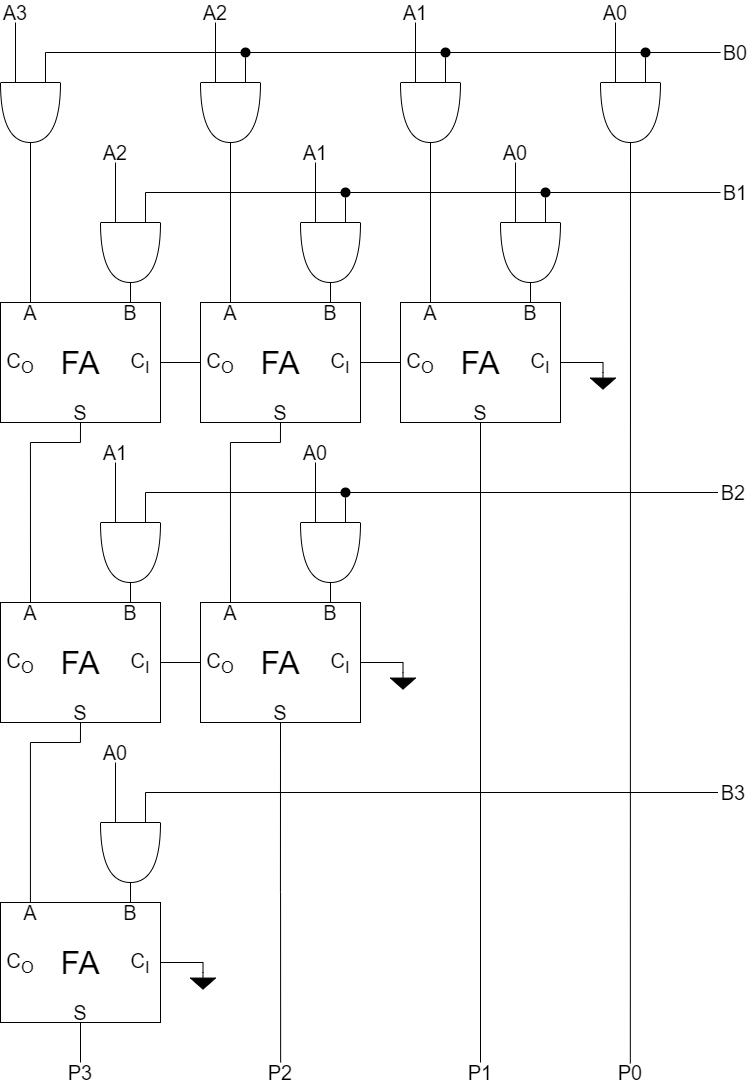 A3 A2 A1 A0
B0
A2 A1 A0
B1
A B A B A B
CO FA CI CO FA CI CO FA CI
S S S
A1 A0
B2
A B A B
CO FA CI CO FA CI
S S
A0
B3
A B
CO FA CI
S
P3 P2 P1 P0